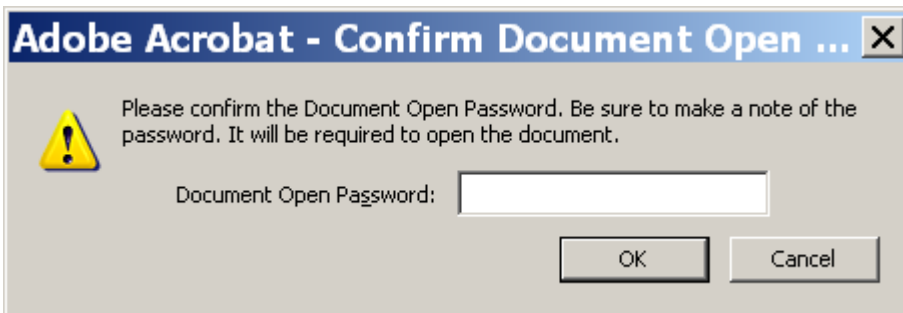 Adobe Acrobat - Confirm Document Open ...
Please confirm the Document Open Password. Be sure to make a note of the
password. It will be required to open the document.
Document Open Password:
OK Cancel